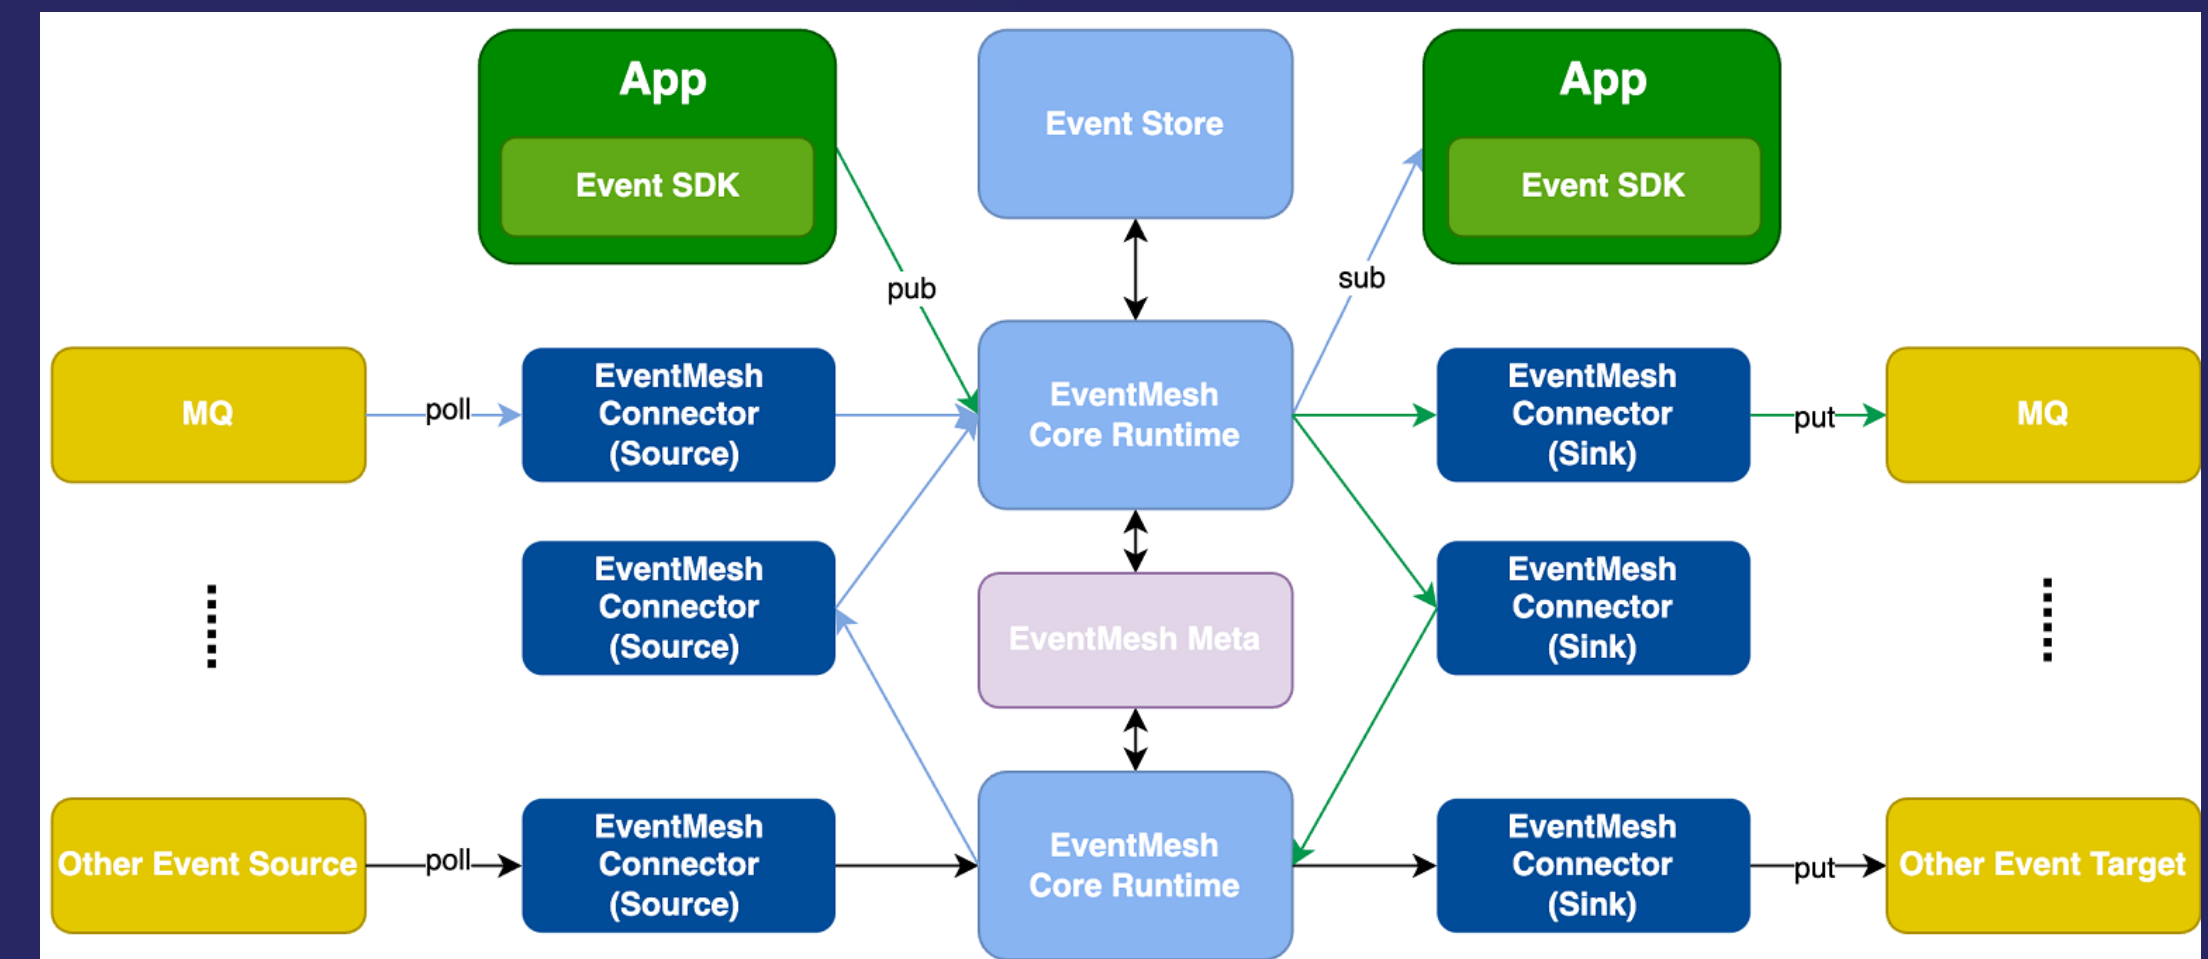 App
Event SDK
Event Store
App
Event SDK
pub
sub
MQ
poll
EventMesh
Connector
(Source)
EventMesh
Core Runtime
EventMesh
Connector
(Sink)
put
MQ
EventMesh
Connector
(Source)
EventMesh Meta
EventMesh
Connector
(Sink)
Other Event Source
poll
EventMesh
Connector
(Source)
EventMesh
Core Runtime
EventMesh
Connector
(Sink)
put
Other Event Target